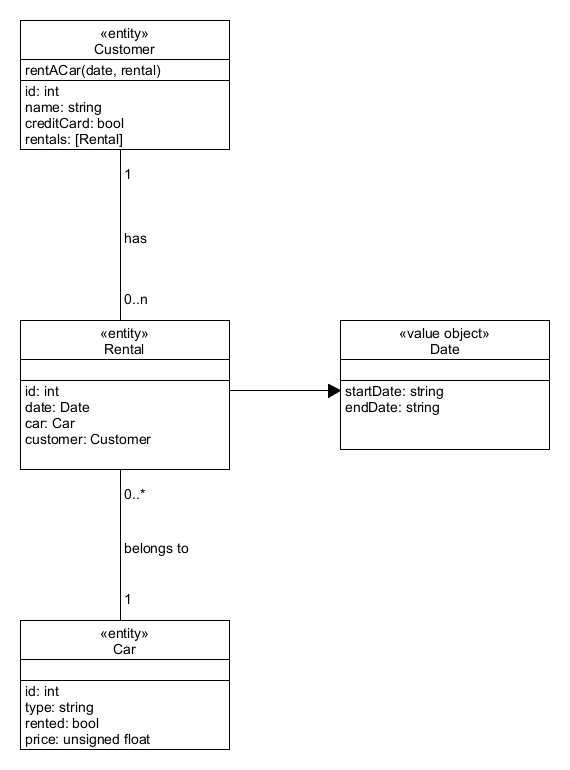 «entity»
Customer
rentACar(date, rental)
id: int
name: string
creditCard: bool
rentals: [Rental]
1
has
0..n
«entity»
Rental
id: int
date: Date
car: Car
customer: Customer
«value object»
Date
startDate: string
endDate: string
0..*
belongs to
1
«entity»
Car
id: int
type: string
rented: bool
price: unsigned float